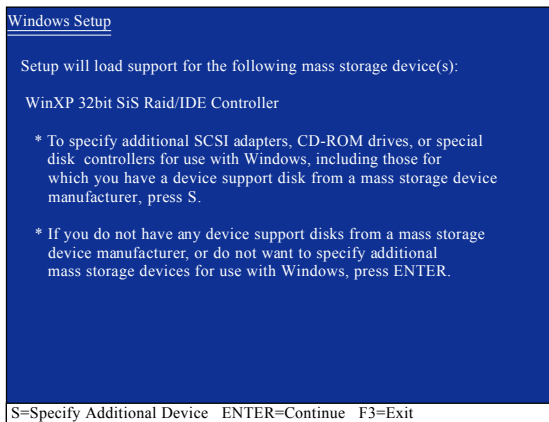 Windows Setup
Setup will load support for the following mass storage device(s):
WinXP 32bit SiS Raid/IDE Controller
* To specify additional SCSI adapters, CD-ROM drives, or special
disk controllers for use with Windows, including those for
which you have a device support disk from a mass storage device
manufacturer, press S.
* If you do not have any device support disks from a mass storage
device manufacturer, or do not want to specify additional
mass storage devices for use with Windows, press ENTER.
S=Specify Additional Device ENTER=Continue F3=Exit